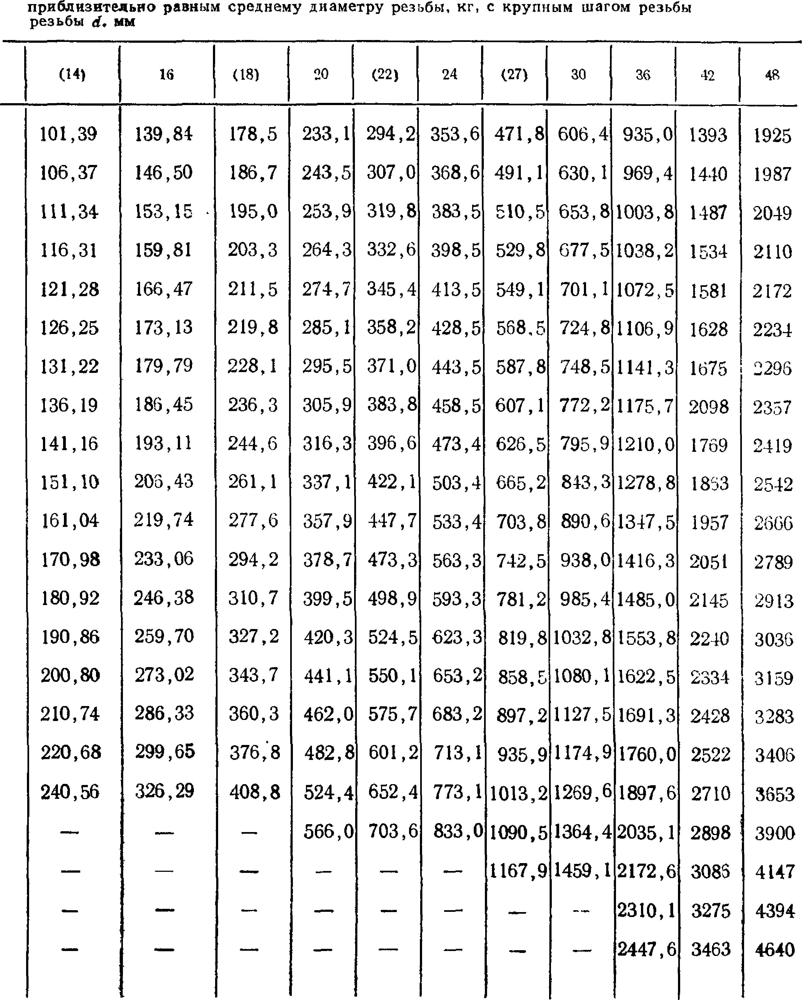 приблизительно равным среднему диаметру резьбы, кг, с крупным шагом резьбы
резьбы d. мм
(14) 16 (18) 20 (22) 24 (27) 30 36 42 48
101,39 139,84 178,5 233,1 294,2 353,6 471,8 606,4 935,0 1393 1925
106,37 146,50 186,7 243,5 307,0 368,6 491,1 630,1 969,4 1440 1987
111,34 153,15 195,0 253,9 319,8 383,5 510,5 653,8 1003,8 1487 2049
116,31 159,81 203,3 264,3 332,6 398,5 529,8 677,5 1038,2 1534 2110
121,28 166,47 211,5 274,7 345,4 413,5 549,1 701,1 1072,5 1581 2172
126,25 173,13 219,8 285,1 358,2 428,5 568,5 724,8 1106,9 1628 2234
131,22 179,79 228,1 295,5 371,0 443,5 587,8 748,5 1141,3 1675 2296
136,19 186,45 236,3 305,9 383,8 458,5 607,1 772,2 1175,7 2098 2357
141,16 193,11 244,6 316,3 396,6 473,4 626,5 795,9 1210,0 1769 2419
151,10 206,43 261,1 337,1 422,1 503,4 665,2 843,3 1278,8 1863 2542
161,04 219,74 277,6 357,9 447,7 533,4 703,8 890,6 1347,5 1957 2666
170,98 233,06 294,2 378,7 473,3 563,3 742,5 938,0 1416,3 2051 2789
180,92 246,38 310,7 399,5 498,9 593,3 781,2 985,4 1485,0 2145 2913
190,86 259,70 327,2 420,3 524,5 623,3 819,8 1032,8 1553,8 2240 3036
200,80 273,02 343,7 441,1 550,1 653,2 858,5 1080,1 1622,5 2334 3159
210,74 286,33 360,3 462,0 575,7 683,2 897,2 1127,5 1691,3 2428 3283
220,68 299,65 376,8 482,8 601,2 713,1 935,9 1174,9 1760,0 2522 3406
240,56 326,29 408,8 524,4 652,4 773,1 1013,2 1269,6 1897,6 2710 3653
— — — 566,0 703,6 833,0 1090,5 1364,4 2035,1 2898 3900
— — — — — — 1167,9 1459,1 2172,6 3086 4147
— — — — — — — — 2310,1 3275 4394
— — — — — — — — 2447,6 3463 4640